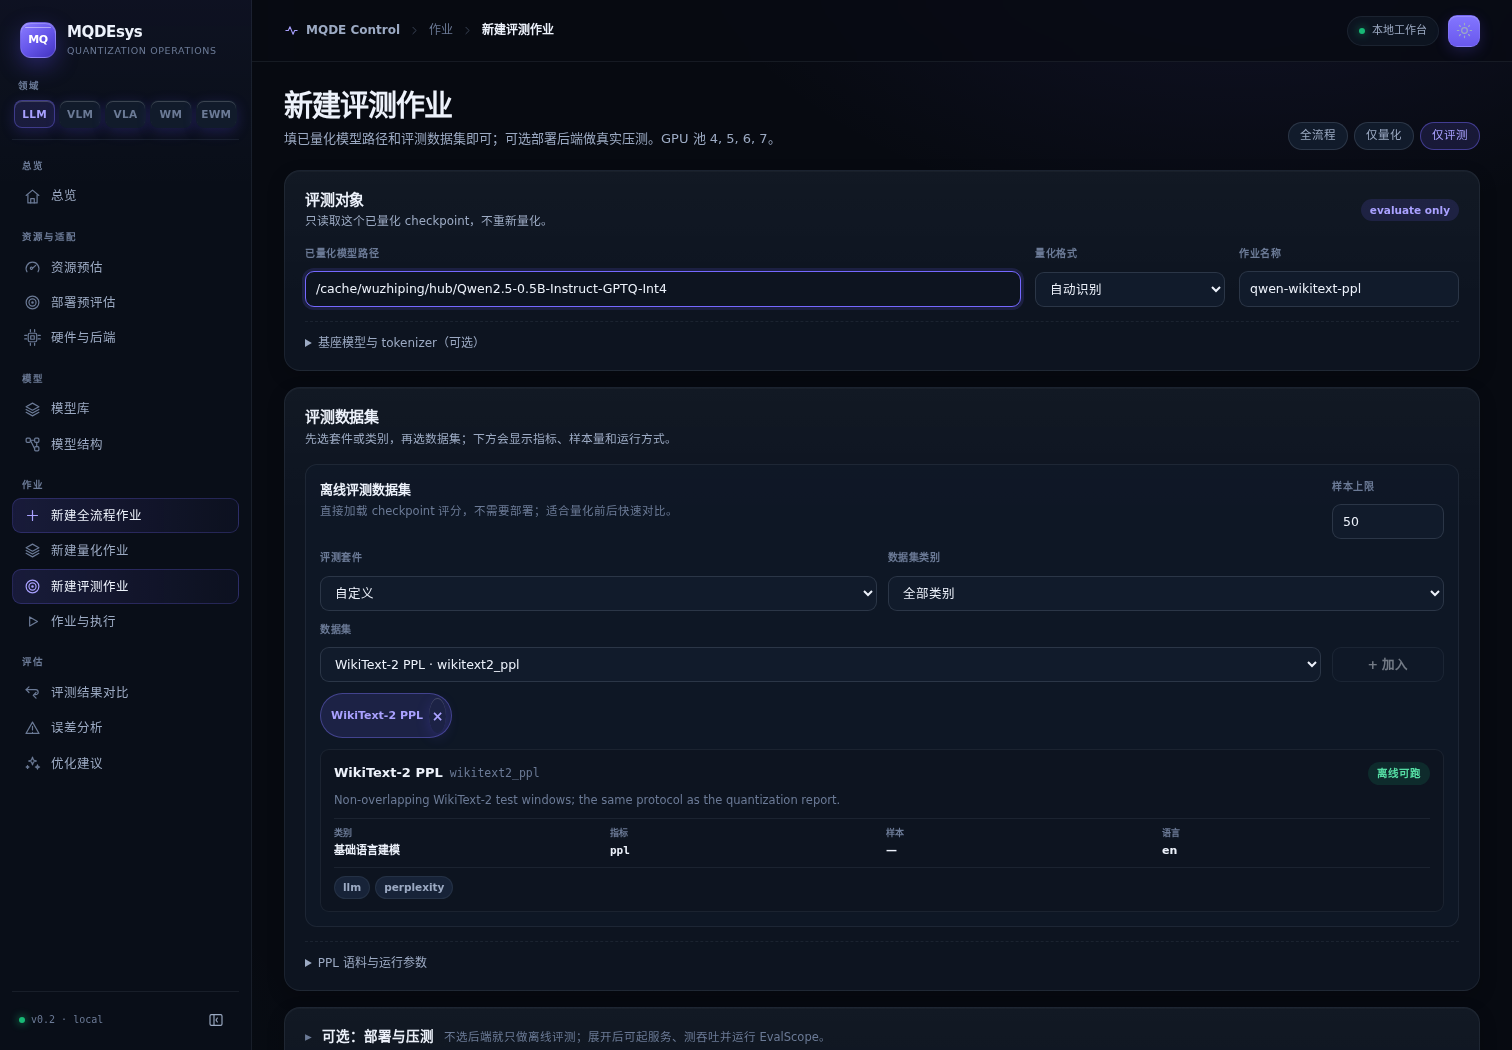 MQ
MQDEsys
QUANTIZATION OPERATIONS
领域
LLM VLM VLA WM EWM
总览
总览
资源与适配
资源预估
部署预评估
硬件与后端
模型
模型库
模型结构
作业
新建全流程作业
新建量化作业
新建评测作业
作业与执行
评估
评测结果对比
误差分析
优化建议
v0.2 · local
MQDE Control 作业 新建评测作业
本地工作台
新建评测作业
填已量化模型路径和评测数据集即可；可选部署后端做真实压测。GPU 池 4, 5, 6, 7。
全流程 仅量化 仅评测
评测对象
只读取这个已量化 checkpoint，不重新量化。
evaluate only
已量化模型路径 量化格式 作业名称
/cache/wuzhiping/hub/Qwen2.5-0.5B-Instruct-GPTQ-Int4 自动识别 qwen-wikitext-ppl
▶ 基座模型与 tokenizer（可选）
评测数据集
先选套件或类别，再选数据集；下方会显示指标、样本量和运行方式。
离线评测数据集
直接加载 checkpoint 评分，不需要部署；适合量化前后快速对比。
样本上限
50
评测套件 数据集类别
自定义 全部类别
数据集
WikiText-2 PPL · wikitext2_ppl + 加入
WikiText-2 PPL ×
WikiText-2 PPL wikitext2_ppl 离线可跑
Non-overlapping WikiText-2 test windows; the same protocol as the quantization report.
类别 指标 样本 语言
基础语言建模 ppl — en
llm perplexity
▶ PPL 语料与运行参数
▶ 可选：部署与压测 不选后端就只做离线评测；展开后可起服务、测吞吐并运行 EvalScope。